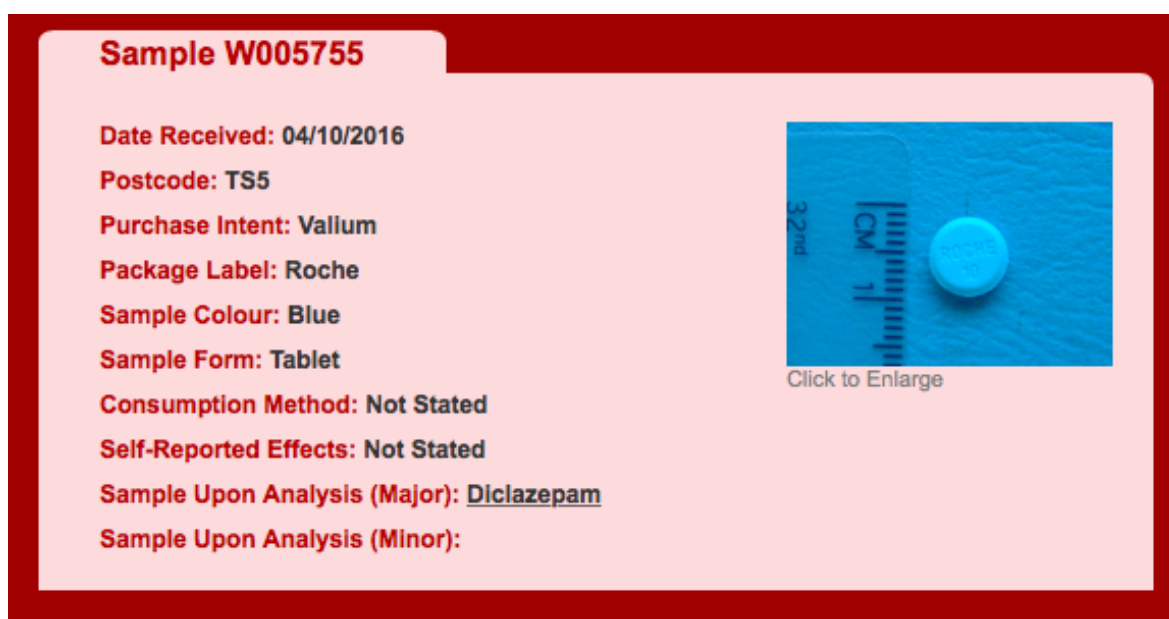 Sample W005755
Date Received: 04/10/2016
Postcode: TS5
Purchase Intent: Valium
Package Label: Roche
Sample Colour: Blue
Sample Form: Tablet
Consumption Method: Not Stated
Self-Reported Effects: Not Stated
Sample Upon Analysis (Major): Diclazepam
Sample Upon Analysis (Minor):
32nd
CM
1
ROCHE
10
Click to Enlarge